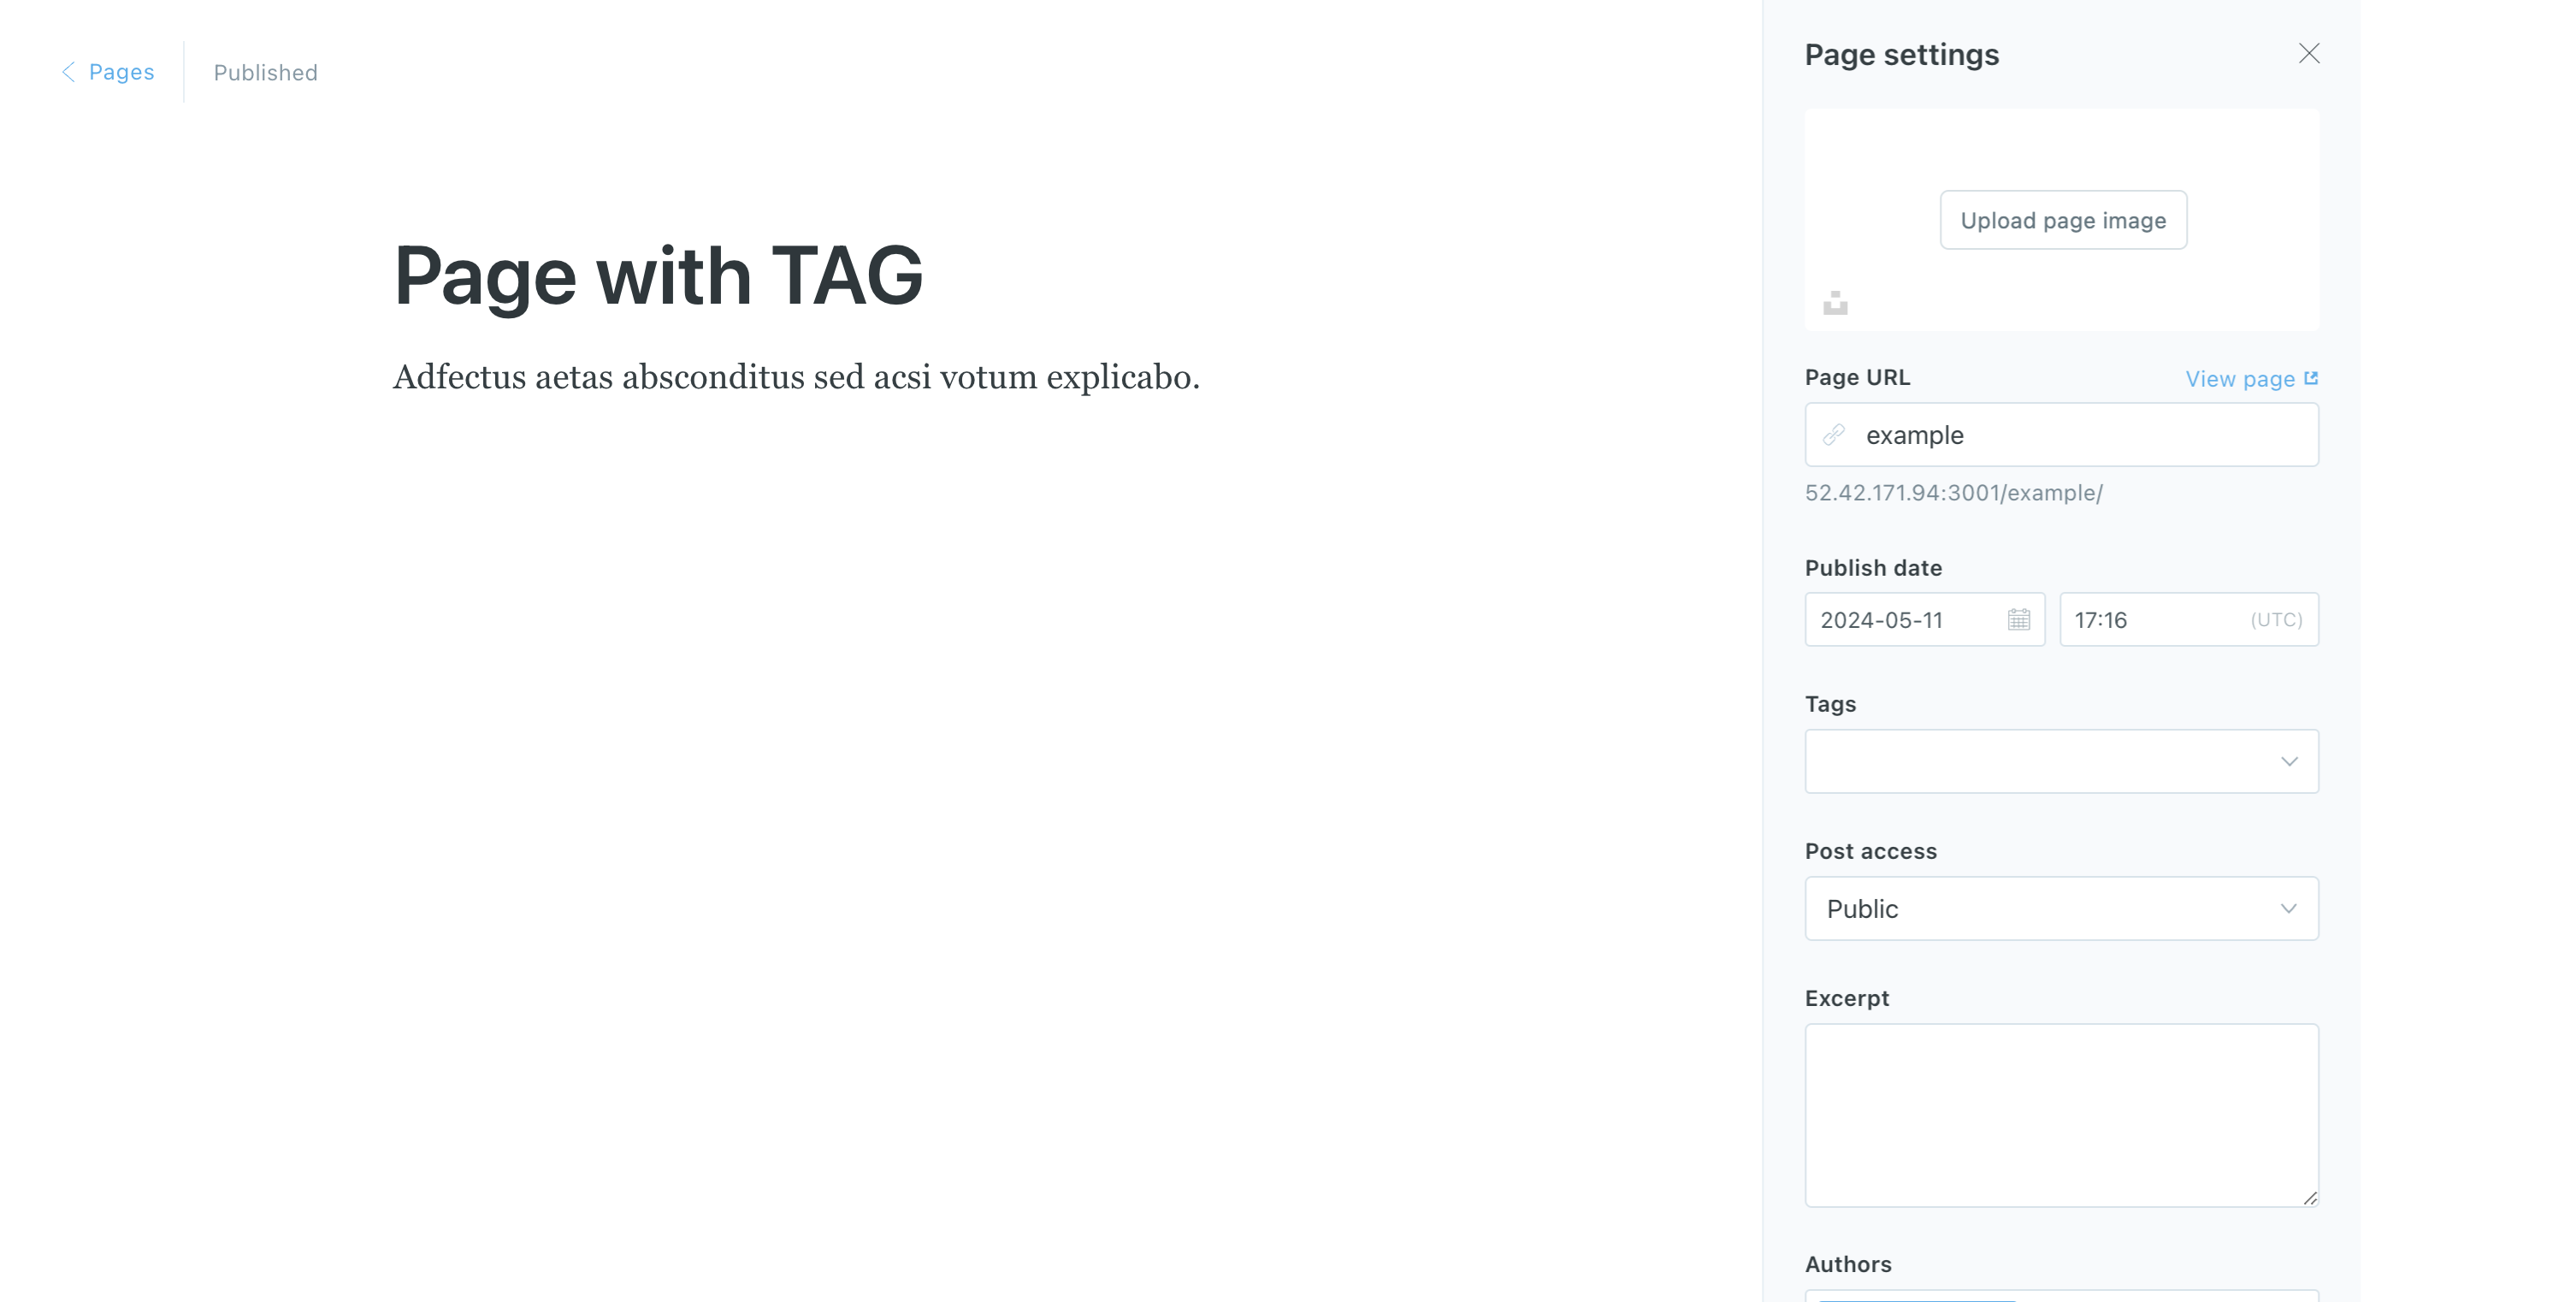 Pages
Published
Page with TAG
Adfectus aetas absconditus sed acsi votum explicabo.
Page settings
Upload page image
Page URL
View page
example
52.42.171.94:3001/example/
Publish date
2024-05-11
17:16
(UTC)
Tags
Post access
Public
Excerpt
Authors